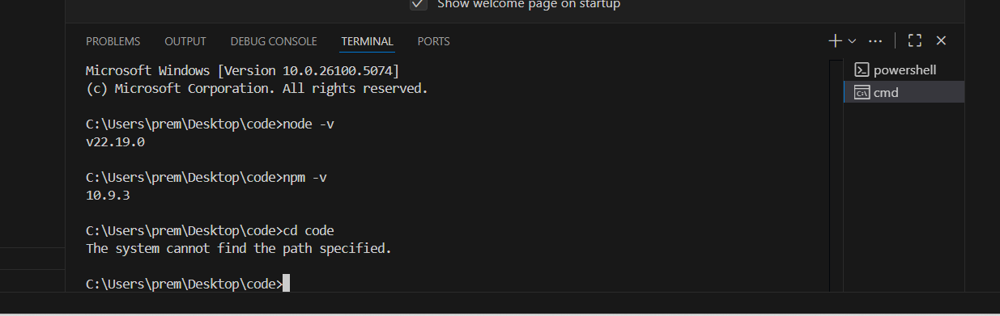 Show welcome page on startup
PROBLEMS OUTPUT DEBUG CONSOLE TERMINAL PORTS
Microsoft Windows [Version 10.0.26100.5074]
(c) Microsoft Corporation. All rights reserved.
C:\Users\prem\Desktop\code>node -v
v22.19.0
C:\Users\prem\Desktop\code>npm -v
10.9.3
C:\Users\prem\Desktop\code>cd code
The system cannot find the path specified.
C:\Users\prem\Desktop\code>
powershell
cmd